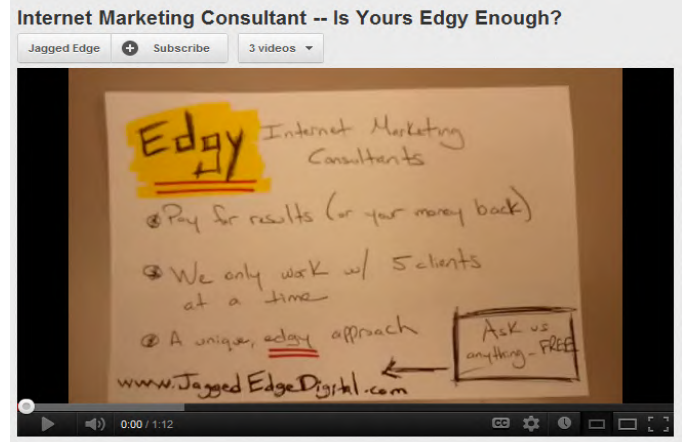 Internet Marketing Consultant -- Is Yours Edgy Enough?
Jagged Edge Subscribe 3 videos
Edgy Internet Marketing
Consultants
Pay for results (or your money back)
We only work w/ 5 clients
at a time
A unique, edgy approach
Ask us
anything - FREE
www.JaggedEdgeDigital.com
0:00 / 1:12 CC